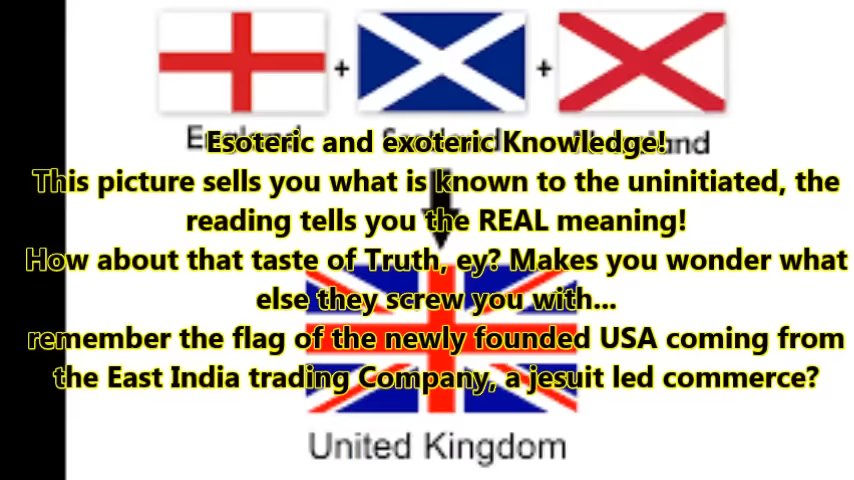 Esoteric and exoteric Knowledge!
This picture sells you what is known to the uninitiated, the
reading tells you the REAL meaning!
How about that taste of Truth, ey? Makes you wonder what
else they screw you with...
remember the flag of the newly founded USA coming from
the East India trading Company, a jesuit led commerce?
United Kingdom